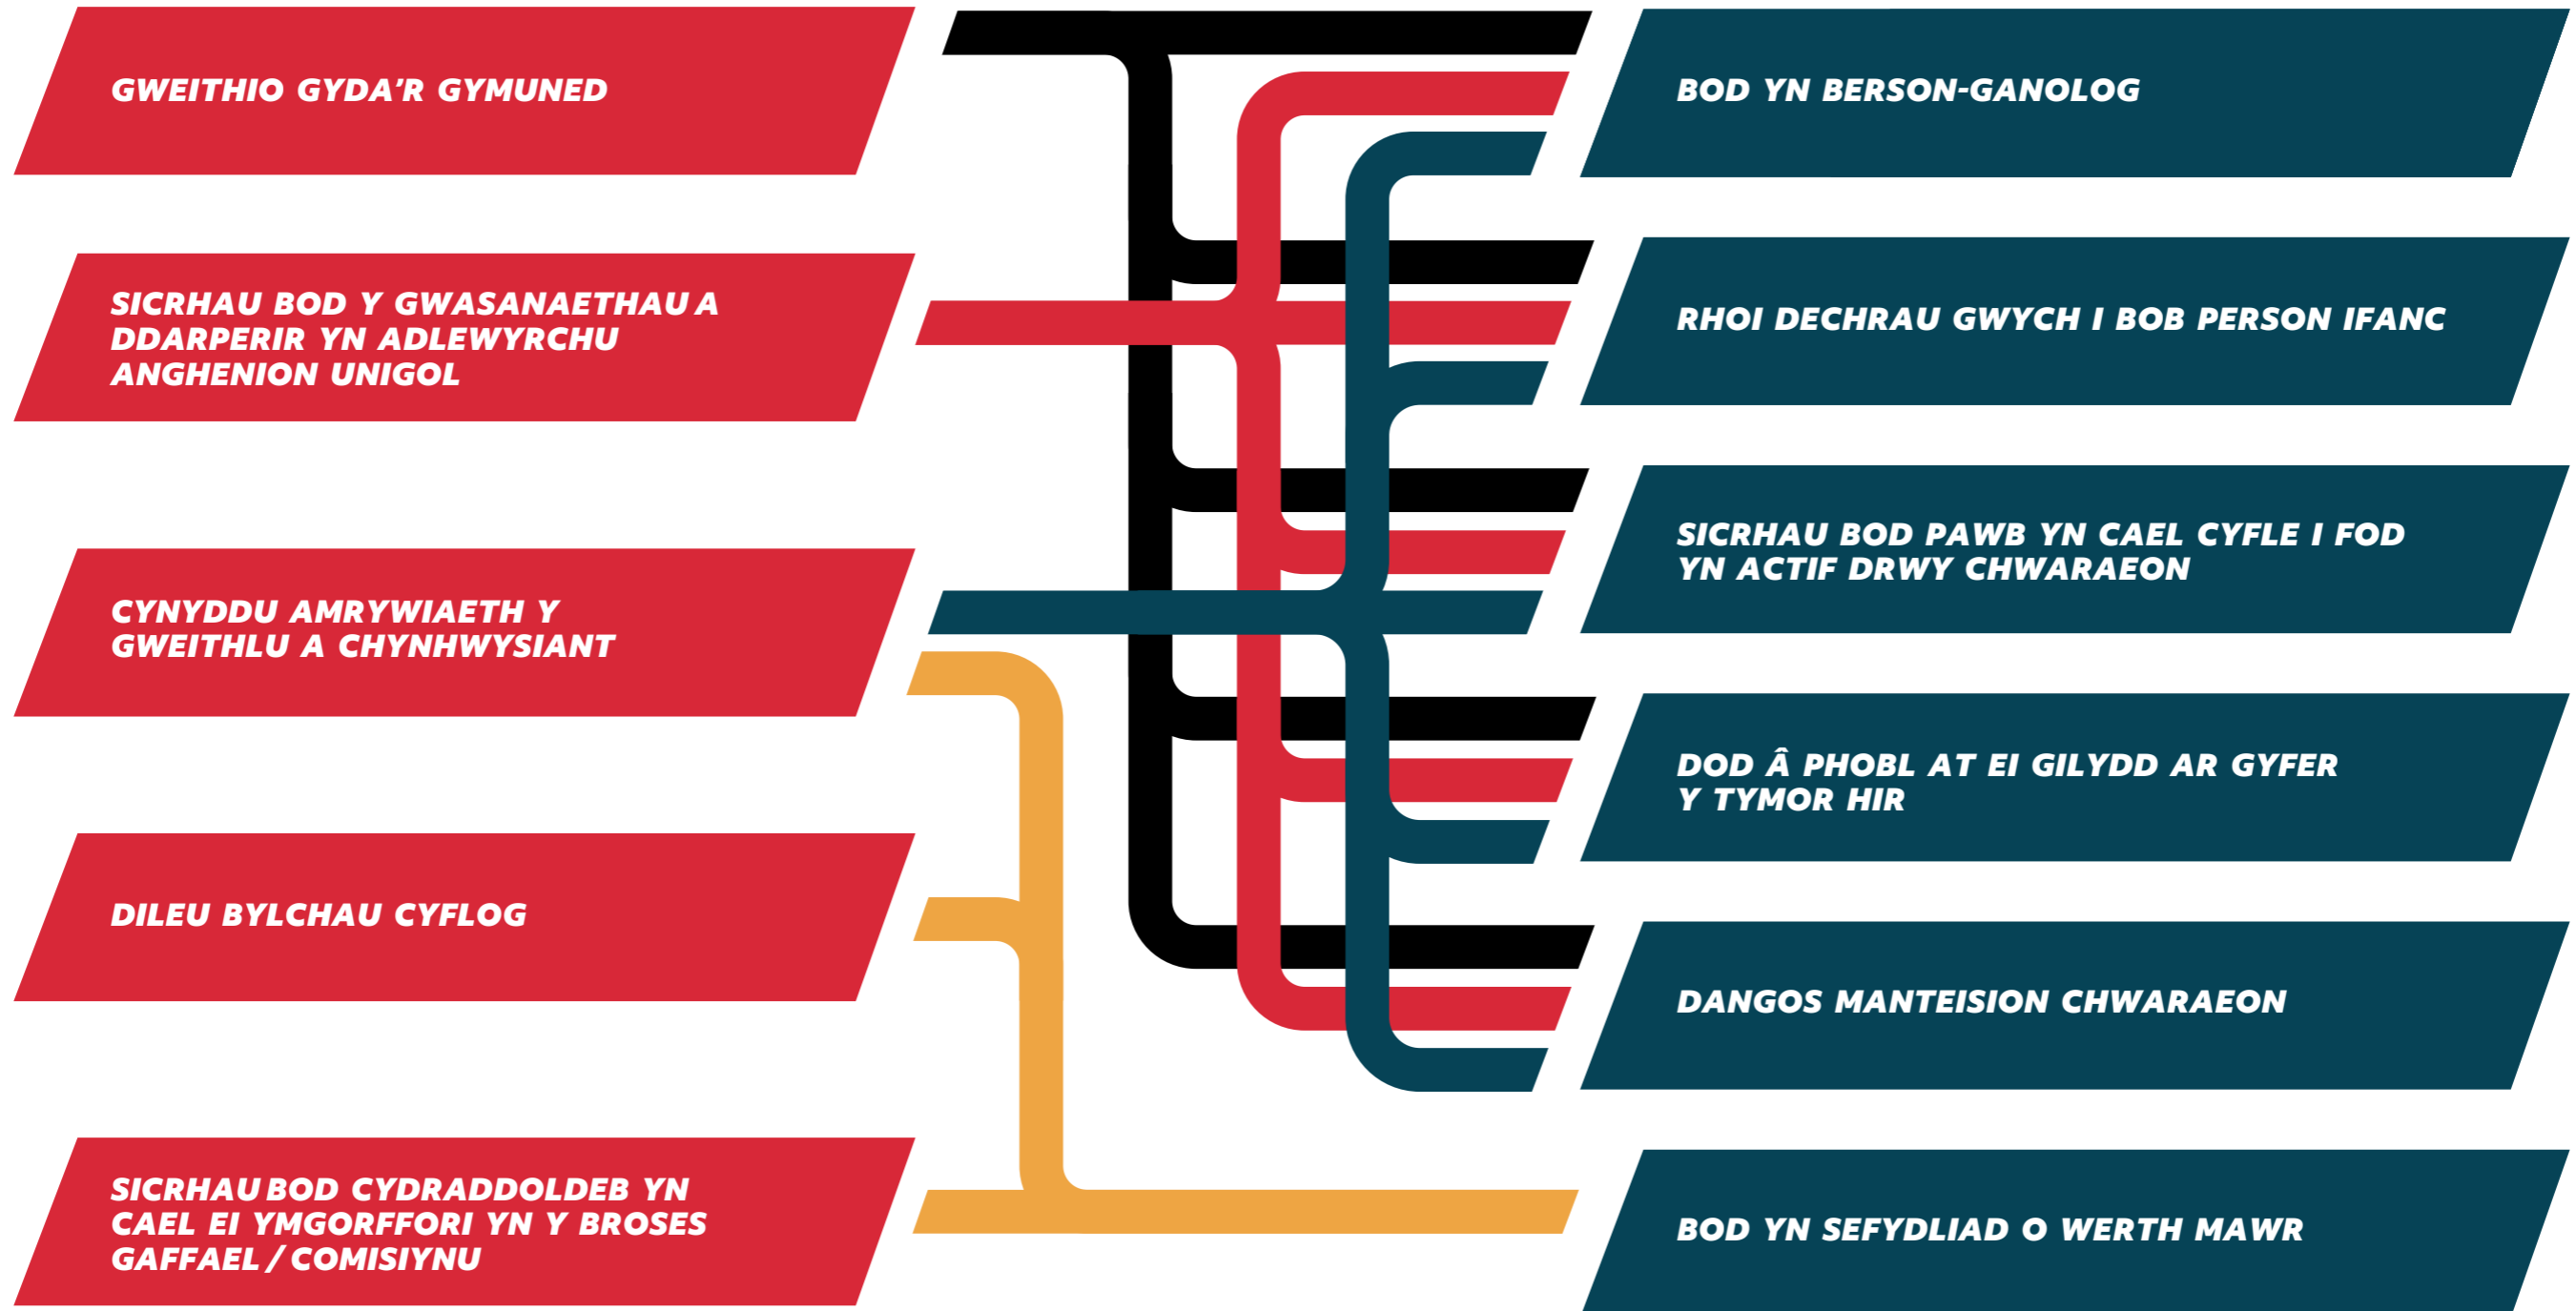 GWEITHIO GYDA'R GYMUNED
SICRHAU BOD Y GWASANAETHAU A
DDARPERIR YN ADLEWYRCHU
ANGHENION UNIGOL
CYNYDDU AMRYWIAETH Y
GWEITHLU A CHYNHWYSIANT
DILEU BYLCHAU CYFLOG
SICRHAU BOD CYDRADDOLDEB YN
CAEL EI YMGORFFORI YN Y BROSES
GAFFAEL / COMISIYNU
BOD YN BERSON-GANOLOG
RHOI DECHRAU GWYCH I BOB PERSON IFANC
SICRHAU BOD PAWB YN CAEL CYFLE I FOD
YN ACTIF DRWY CHWARAEON
DOD Â PHOBL AT EI GILYDD AR GYFER
Y TYMOR HIR
DANGOS MANTEISION CHWARAEON
BOD YN SEFYDLIAD O WERTH MAWR